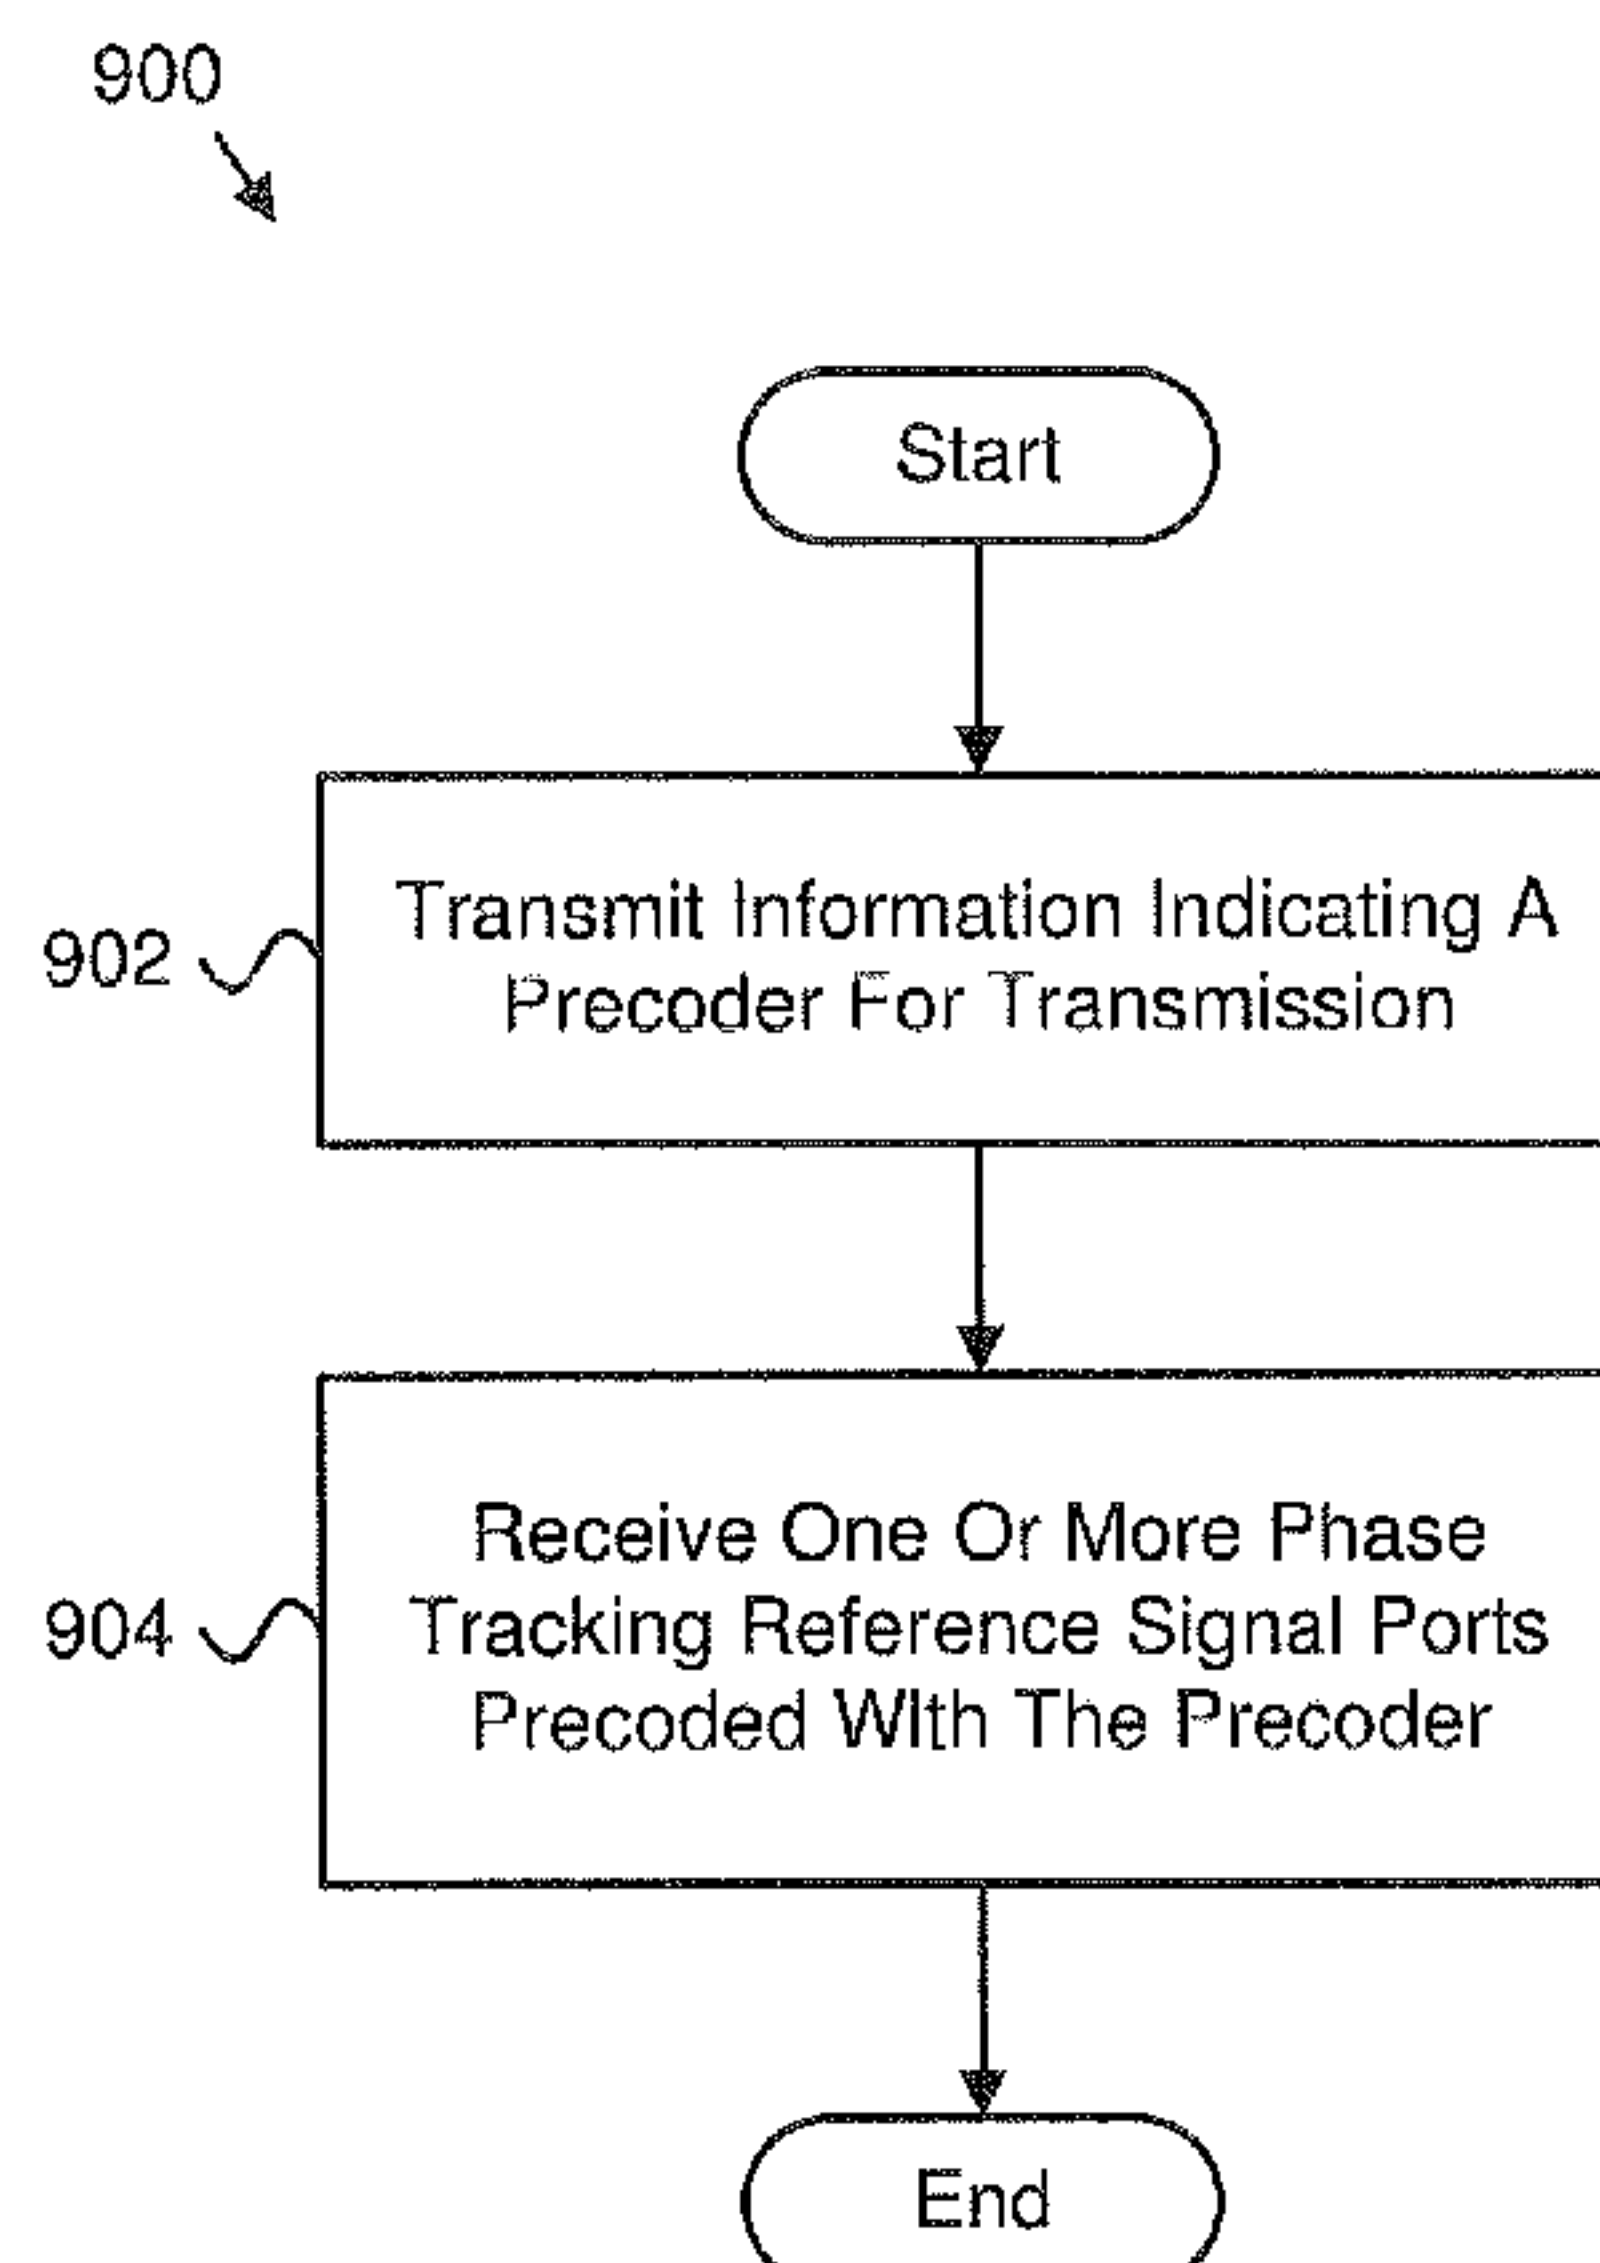 900
Start
902
Transmit Information Indicating A
Precoder For Transmission
904
Receive One Or More Phase
Tracking Reference Signal Ports
Precoded WIth The Precoder
End